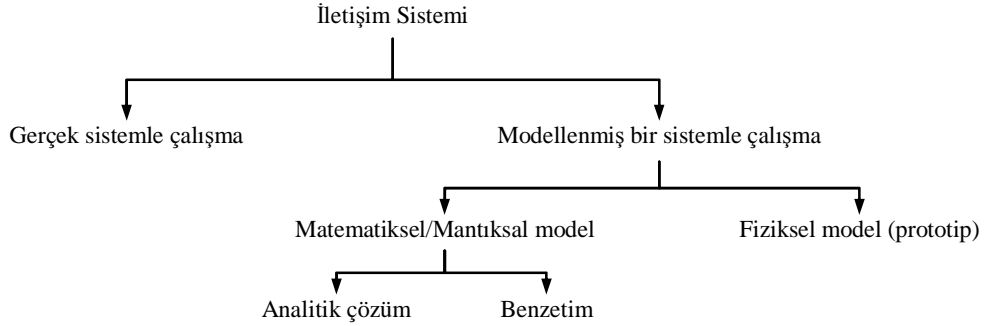 İletişim Sistemi
Gerçek sistemle çalışma
Modellenmiş bir sistemle çalışma
Matematiksel/Mantıksal model
Fiziksel model (prototip)
Analitik çözüm
Benzetim